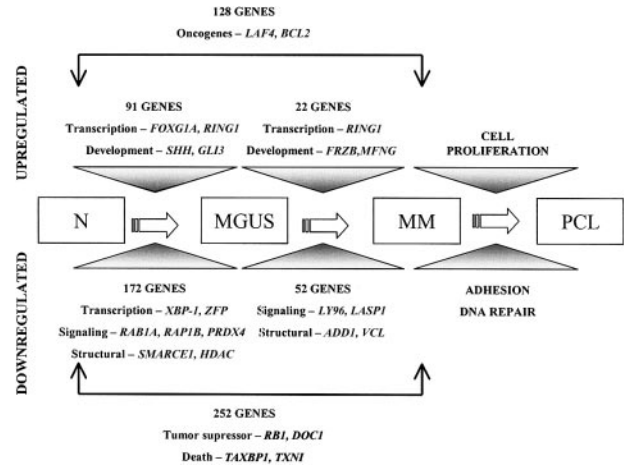 128 GENES
Oncogenes – LAF4, BCL2
UPREGULATED
91 GENES
Transcription – FOXG1A, RING1
Development – SHH, GLI3
22 GENES
Transcription – RING1
Development – FRZB,MFNG
CELL
PROLIFERATION
N
MGUS
MM
PCL
DOWNREGULATED
172 GENES
Transcription – XBP-1, ZFP
Signaling – RAB1A, RAP1B, PRDX4
Structural – SMARCE1, HDAC
52 GENES
Signaling – LY96, LASP1
Structural – ADD1, VCL
ADHESION
DNA REPAIR
252 GENES
Tumor supressor – RB1, DOC1
Death – TAXBP1, TXNI